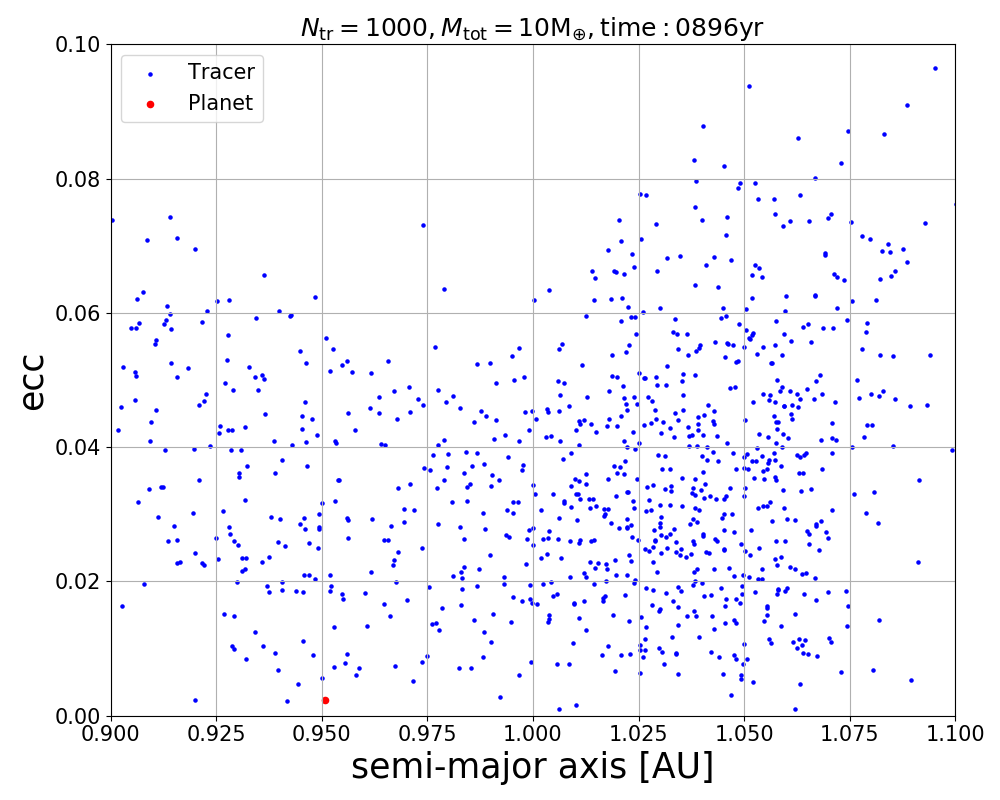 N_tr = 1000, M_tot = 10M_⊕, time : 0896yr
Tracer
Planet
0.10
0.08
0.06
0.04
0.02
0.00
ecc
0.900 0.925 0.950 0.975 1.000 1.025 1.050 1.075 1.100
semi-major axis [AU]